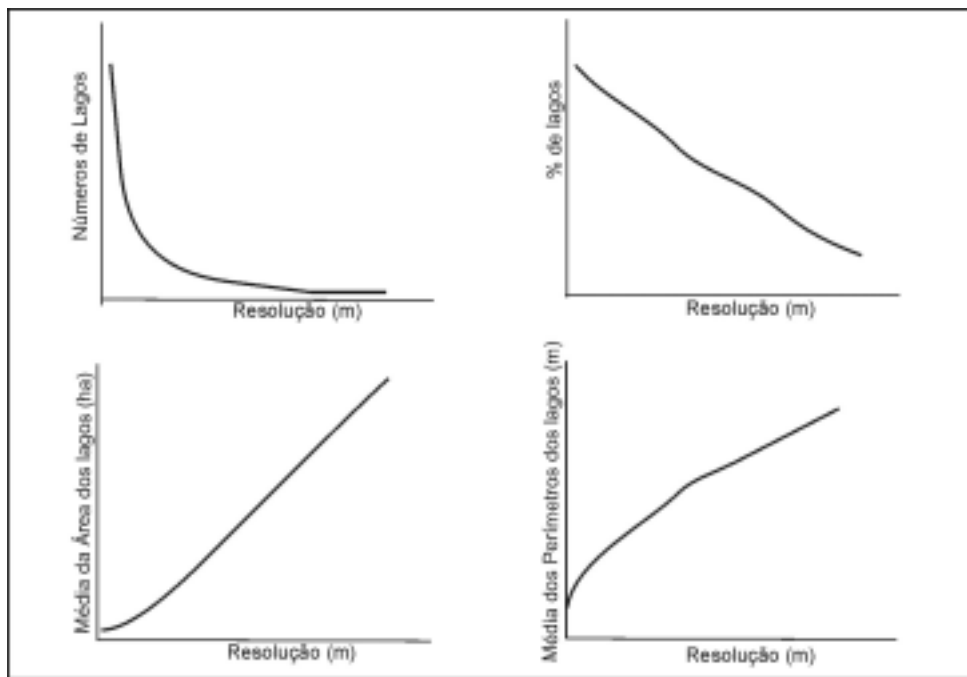 Números de Lagos
Resolução (m)
% de lagos
Resolução (m)
Média da Área dos lagos (ha)
Resolução (m)
Média dos Perímetros dos lagos (m)
Resolução (m)